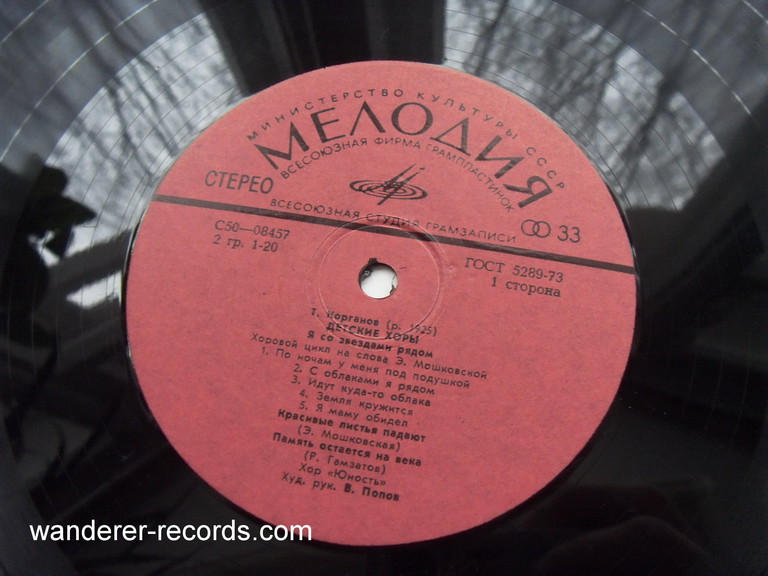 МИНИСТЕРСТВО КУЛЬТУРЫ СССР
МЕЛОДИЯ
ВСЕСОЮЗНАЯ ФИРМА ГРАМПЛАСТИНОК
СТЕРЕО
33
ВСЕСОЮЗНАЯ СТУДИЯ ГРАМЗАПИСИ
С50—08457
2 гр. 1-20
ГОСТ 5289-73
1 сторона
Т. Корганов (р. 1925)
ДЕТСКИЕ ХОРЫ
Я со звездами рядом
Хоровой цикл на слова Э. Мошковской
1. По ночам у меня под подушкой
2. С облаками я рядом
3. Идут куда-то облака
4. Земля кружится
5. Я маму обидел
Красивые листья падают
(Э. Мошковская)
Память остается на века
(Р. Гамзатов)
Хор «Юность»
Худ. рук. В. Попов
wanderer-records.com